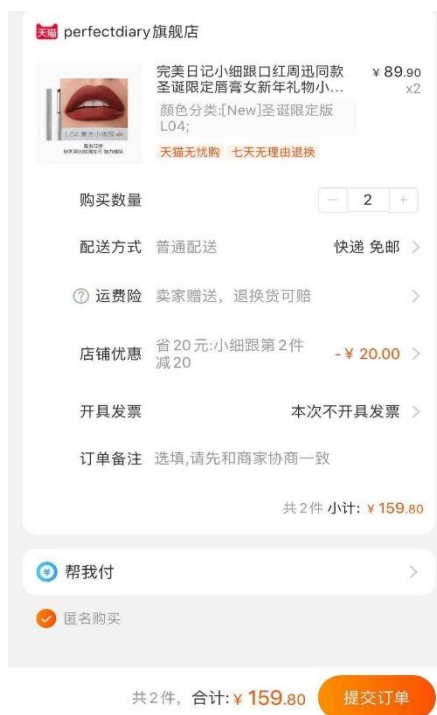 天猫 perfectdiary旗舰店
完美日记小细跟口红周迅同款 ¥ 89.90
圣诞限定唇膏女新年礼物小... x2
颜色分类:[New]圣诞限定版
L04;
天猫无忧购 七天无理由退换
购买数量 － 2 +
配送方式 普通配送 快递 免邮 >
? 运费险 卖家赠送，退换货可赔 >
店铺优惠 省20元:小细跟第2件
减20 -¥ 20.00 >
开具发票 本次不开具发票 >
订单备注 选填,请先和商家协商一致
共2件 小计: ¥ 159.80
¥ 帮我付 >
匿名购买
共2件，合计:¥ 159.80 提交订单